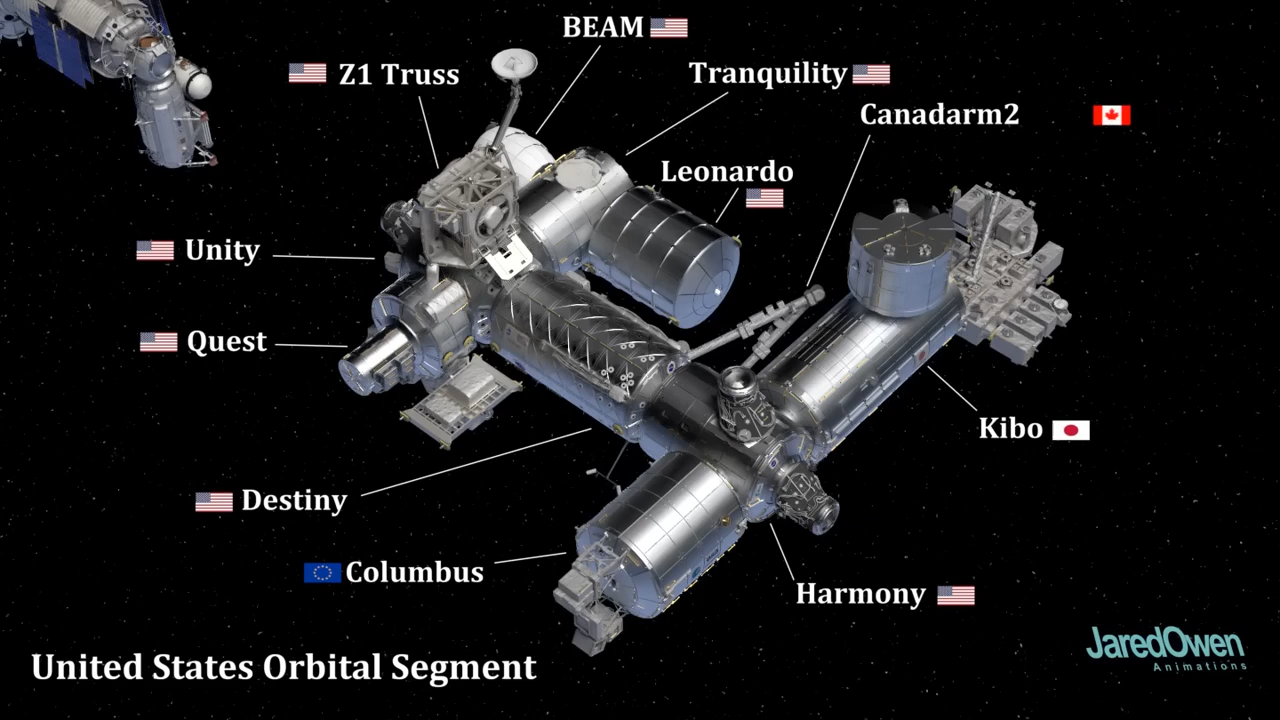 BEAM
Z1 Truss
Tranquility
Canadarm2
Leonardo
Unity
Quest
Kibo
Destiny
Columbus
Harmony
United States Orbital Segment
JaredOwen
Animations